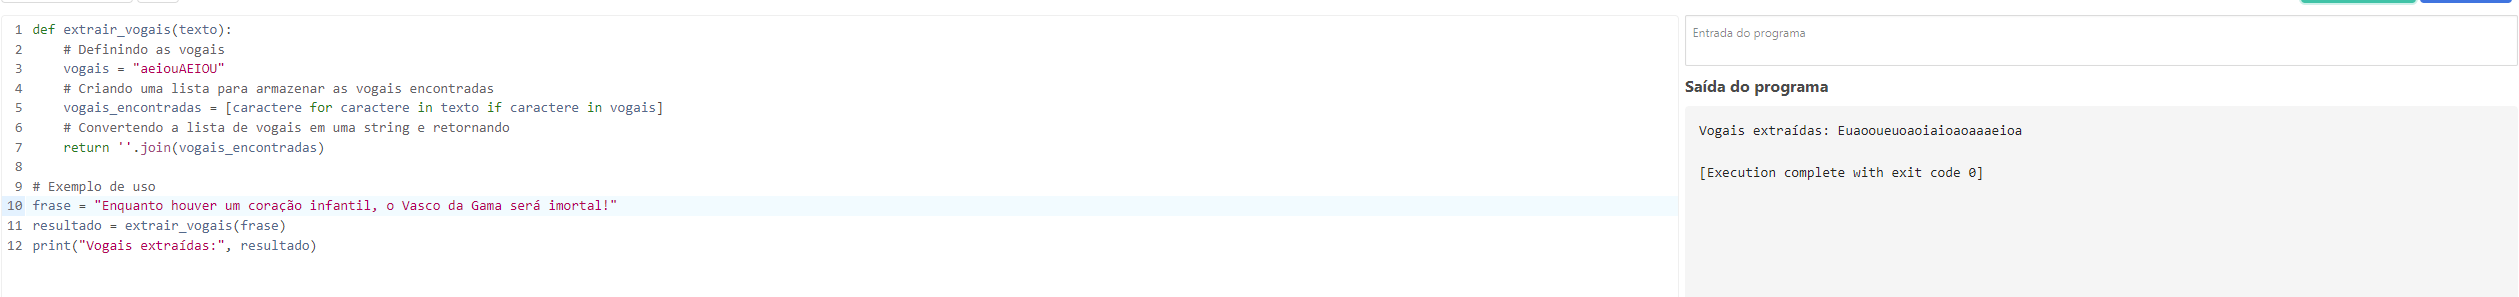 1 def extrair_vogais(texto):
2     # Definindo as vogais
3     vogais = "aeiouAEIOU"
4     # Criando uma lista para armazenar as vogais encontradas
5     vogais_encontradas = [caractere for caractere in texto if caractere in vogais]
6     # Convertendo a lista de vogais em uma string e retornando
7     return ''.join(vogais_encontradas)
8
9 # Exemplo de uso
10 frase = "Enquanto houver um coração infantil, o Vasco da Gama será imortal!"
11 resultado = extrair_vogais(frase)
12 print("Vogais extraídas:", resultado)
Entrada do programa
Saída do programa
Vogais extraídas: Euaooueuoaoiaioaoaaaeioa
[Execution complete with exit code 0]